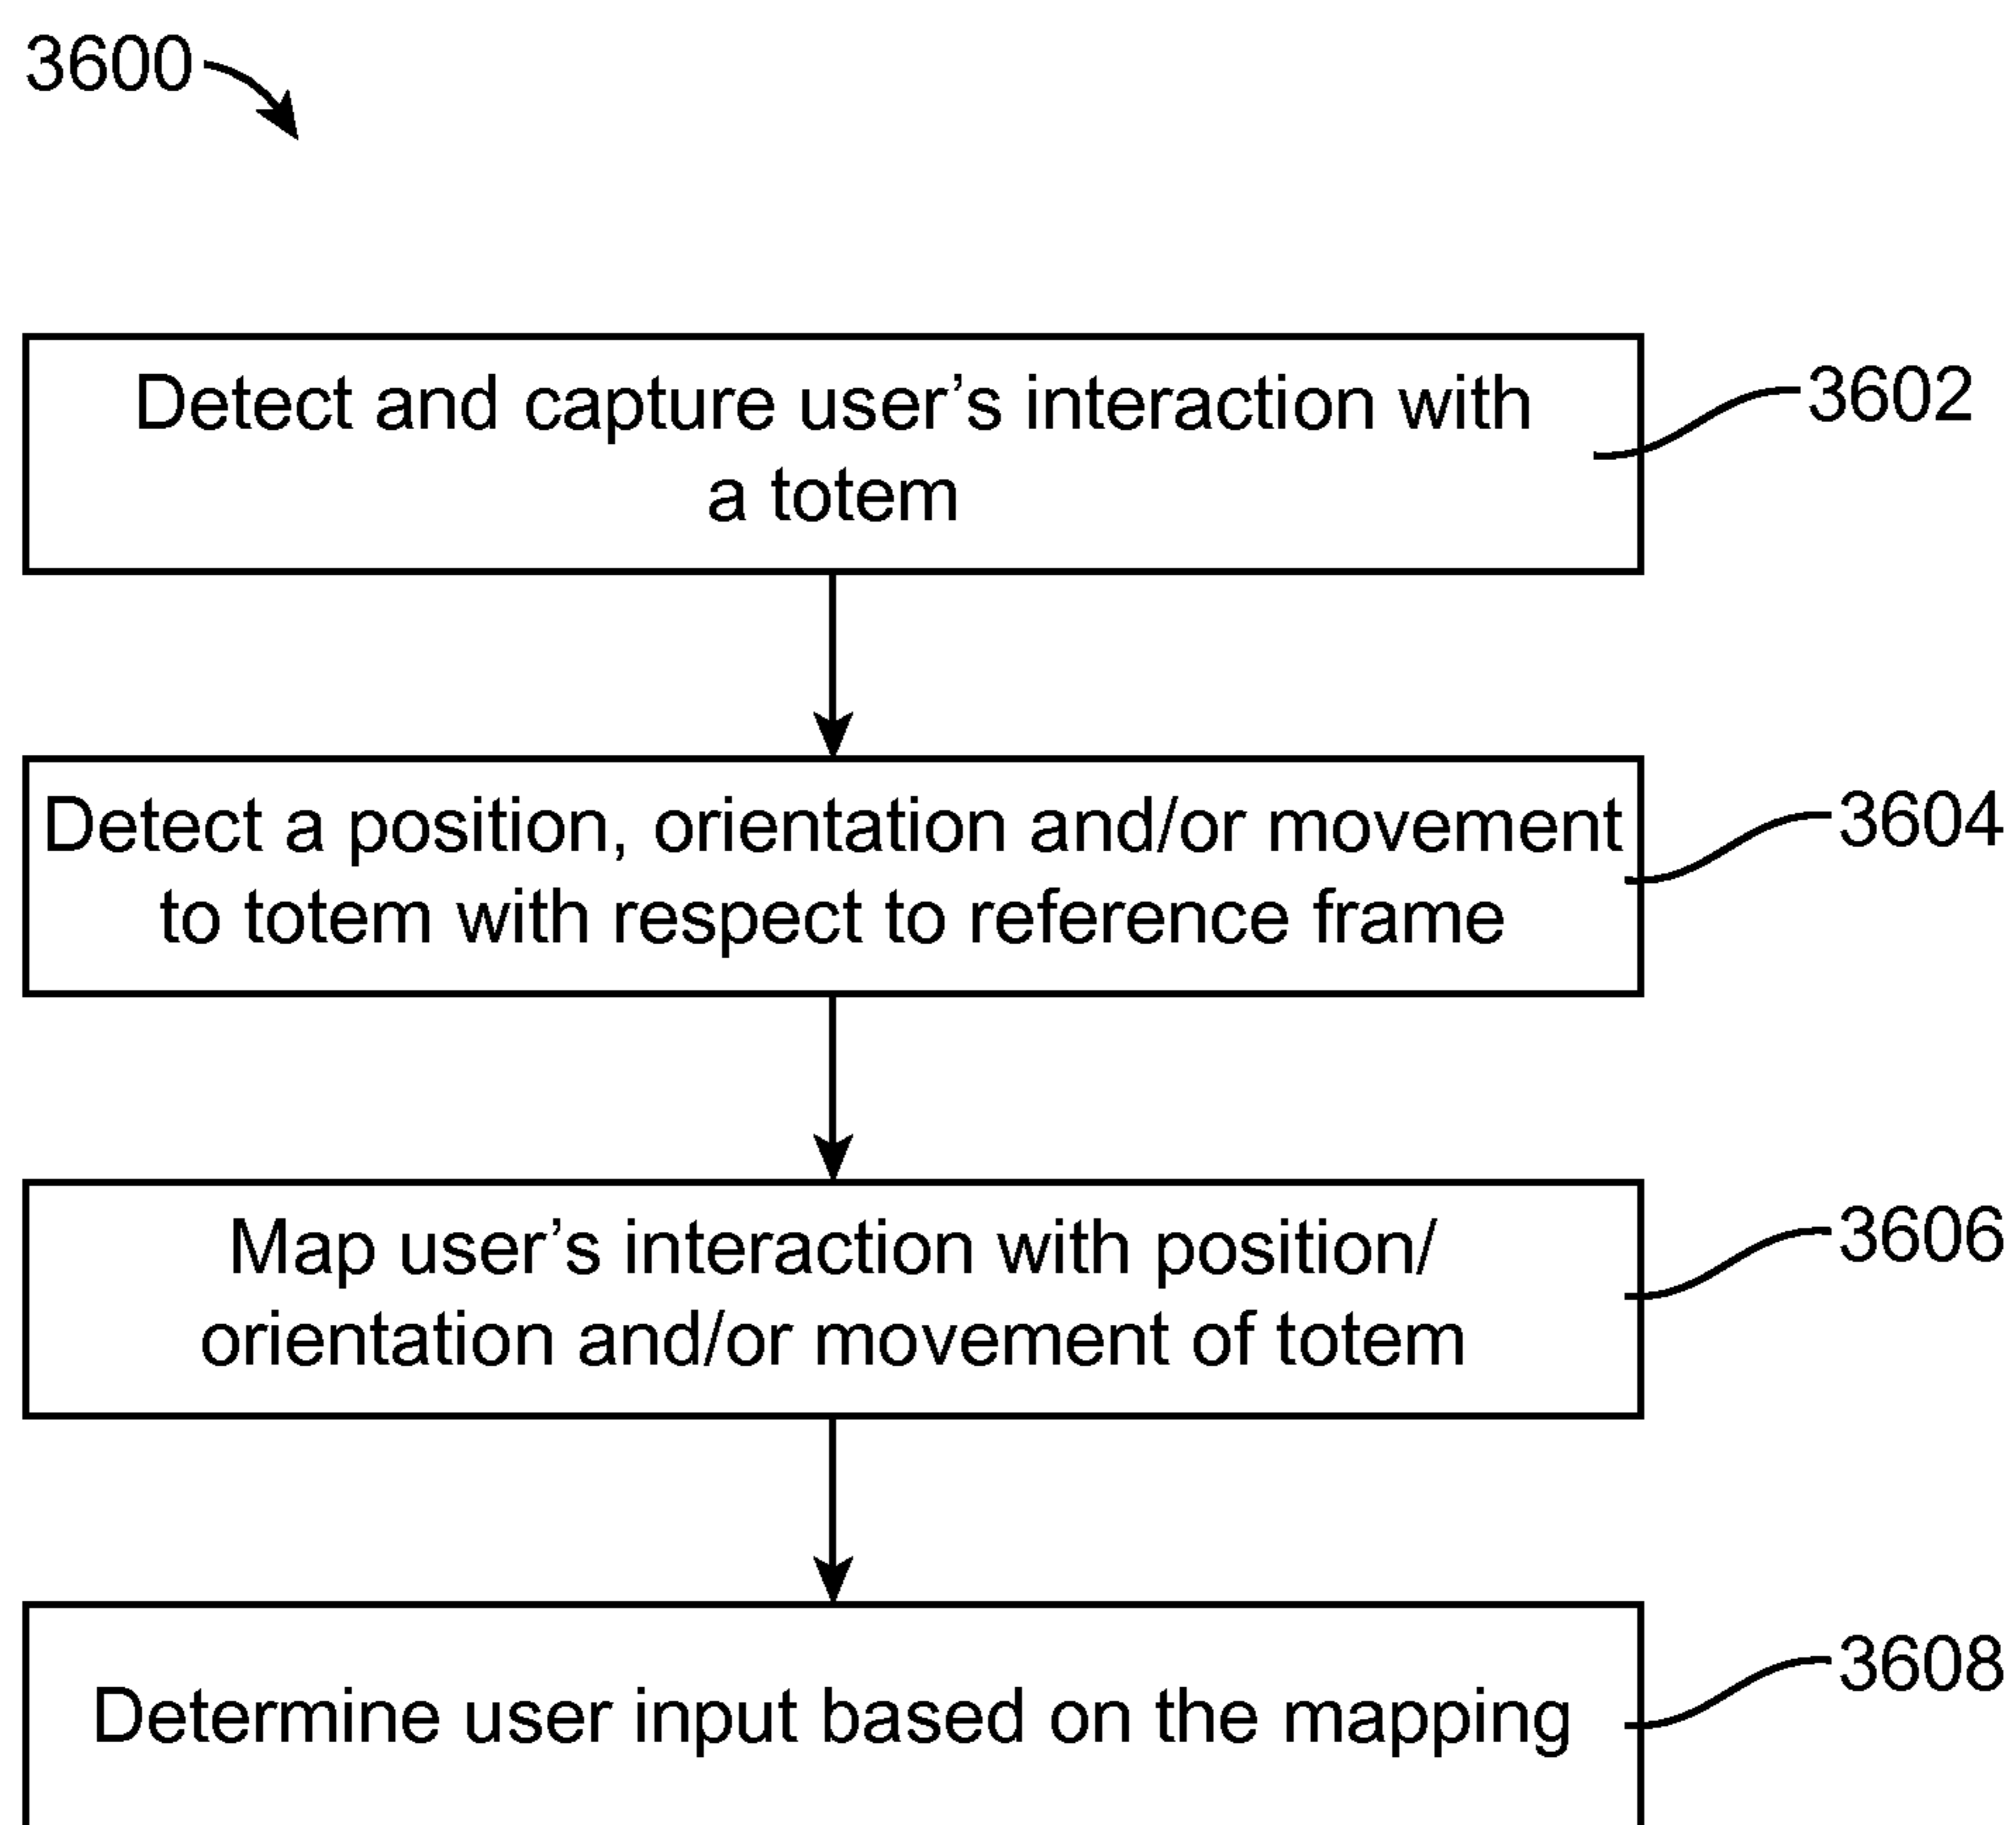 3600
Detect and capture user’s interaction with
a totem
3602
Detect a position, orientation and/or movement
to totem with respect to reference frame
3604
Map user’s interaction with position/
orientation and/or movement of totem
3606
Determine user input based on the mapping
3608